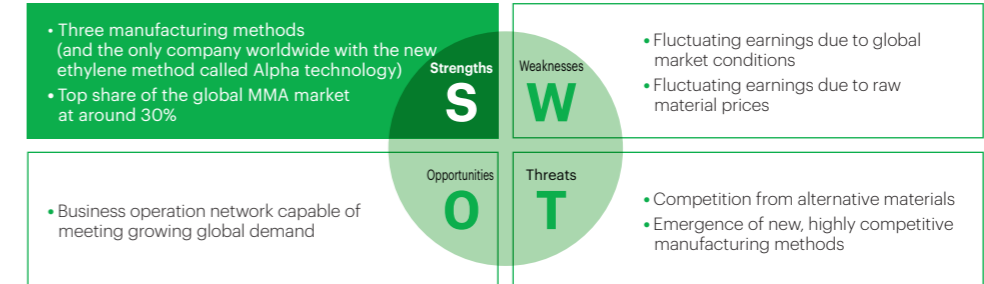 • Three manufacturing methods
(and the only company worldwide with the new
ethylene method called Alpha technology)
• Top share of the global MMA market
at around 30%
Strengths
S
Weaknesses
W
• Fluctuating earnings due to global
market conditions
• Fluctuating earnings due to raw
material prices
• Business operation network capable of
meeting growing global demand
Opportunities
O
Threats
T
• Competition from alternative materials
• Emergence of new, highly competitive
manufacturing methods